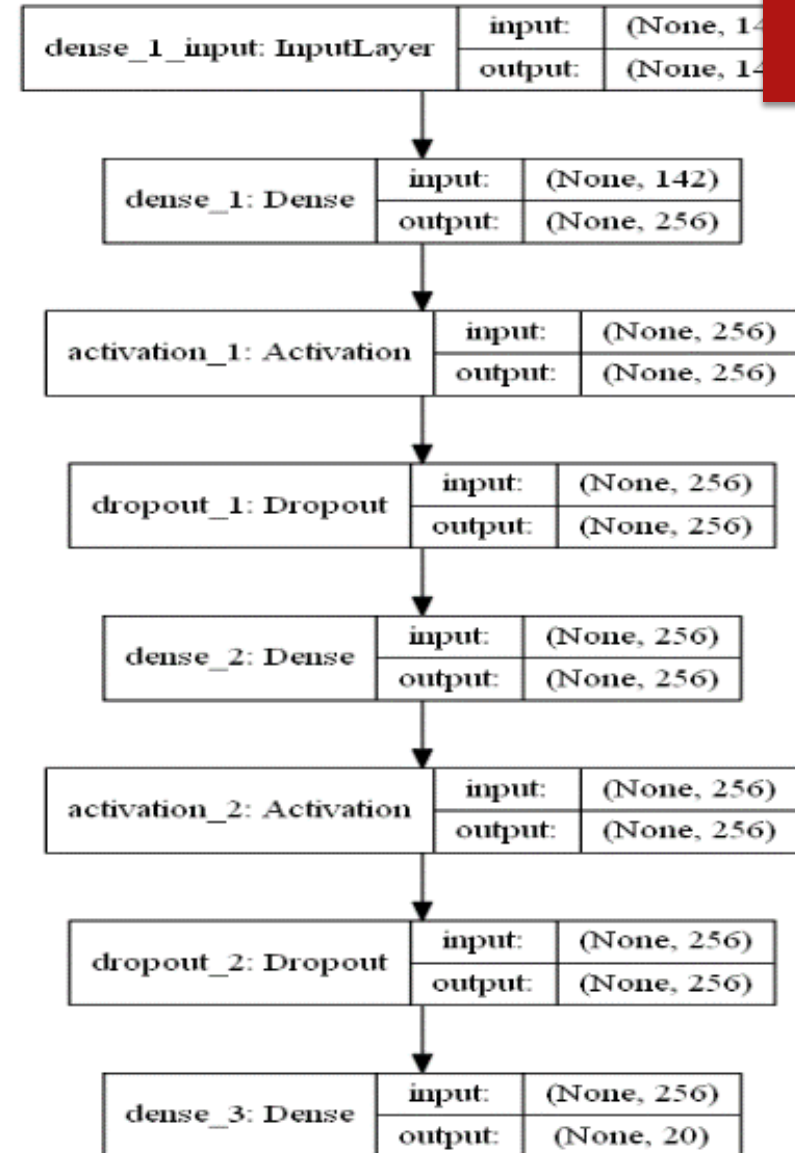 dense_1_input: InputLayer input: (None, 14
output: (None, 14
dense_1: Dense input: (None, 142)
output: (None, 256)
activation_1: Activation input: (None, 256)
output: (None, 256)
dropout_1: Dropout input: (None, 256)
output: (None, 256)
dense_2: Dense input: (None, 256)
output: (None, 256)
activation_2: Activation input: (None, 256)
output: (None, 256)
dropout_2: Dropout input: (None, 256)
output: (None, 256)
dense_3: Dense input: (None, 256)
output: (None, 20)